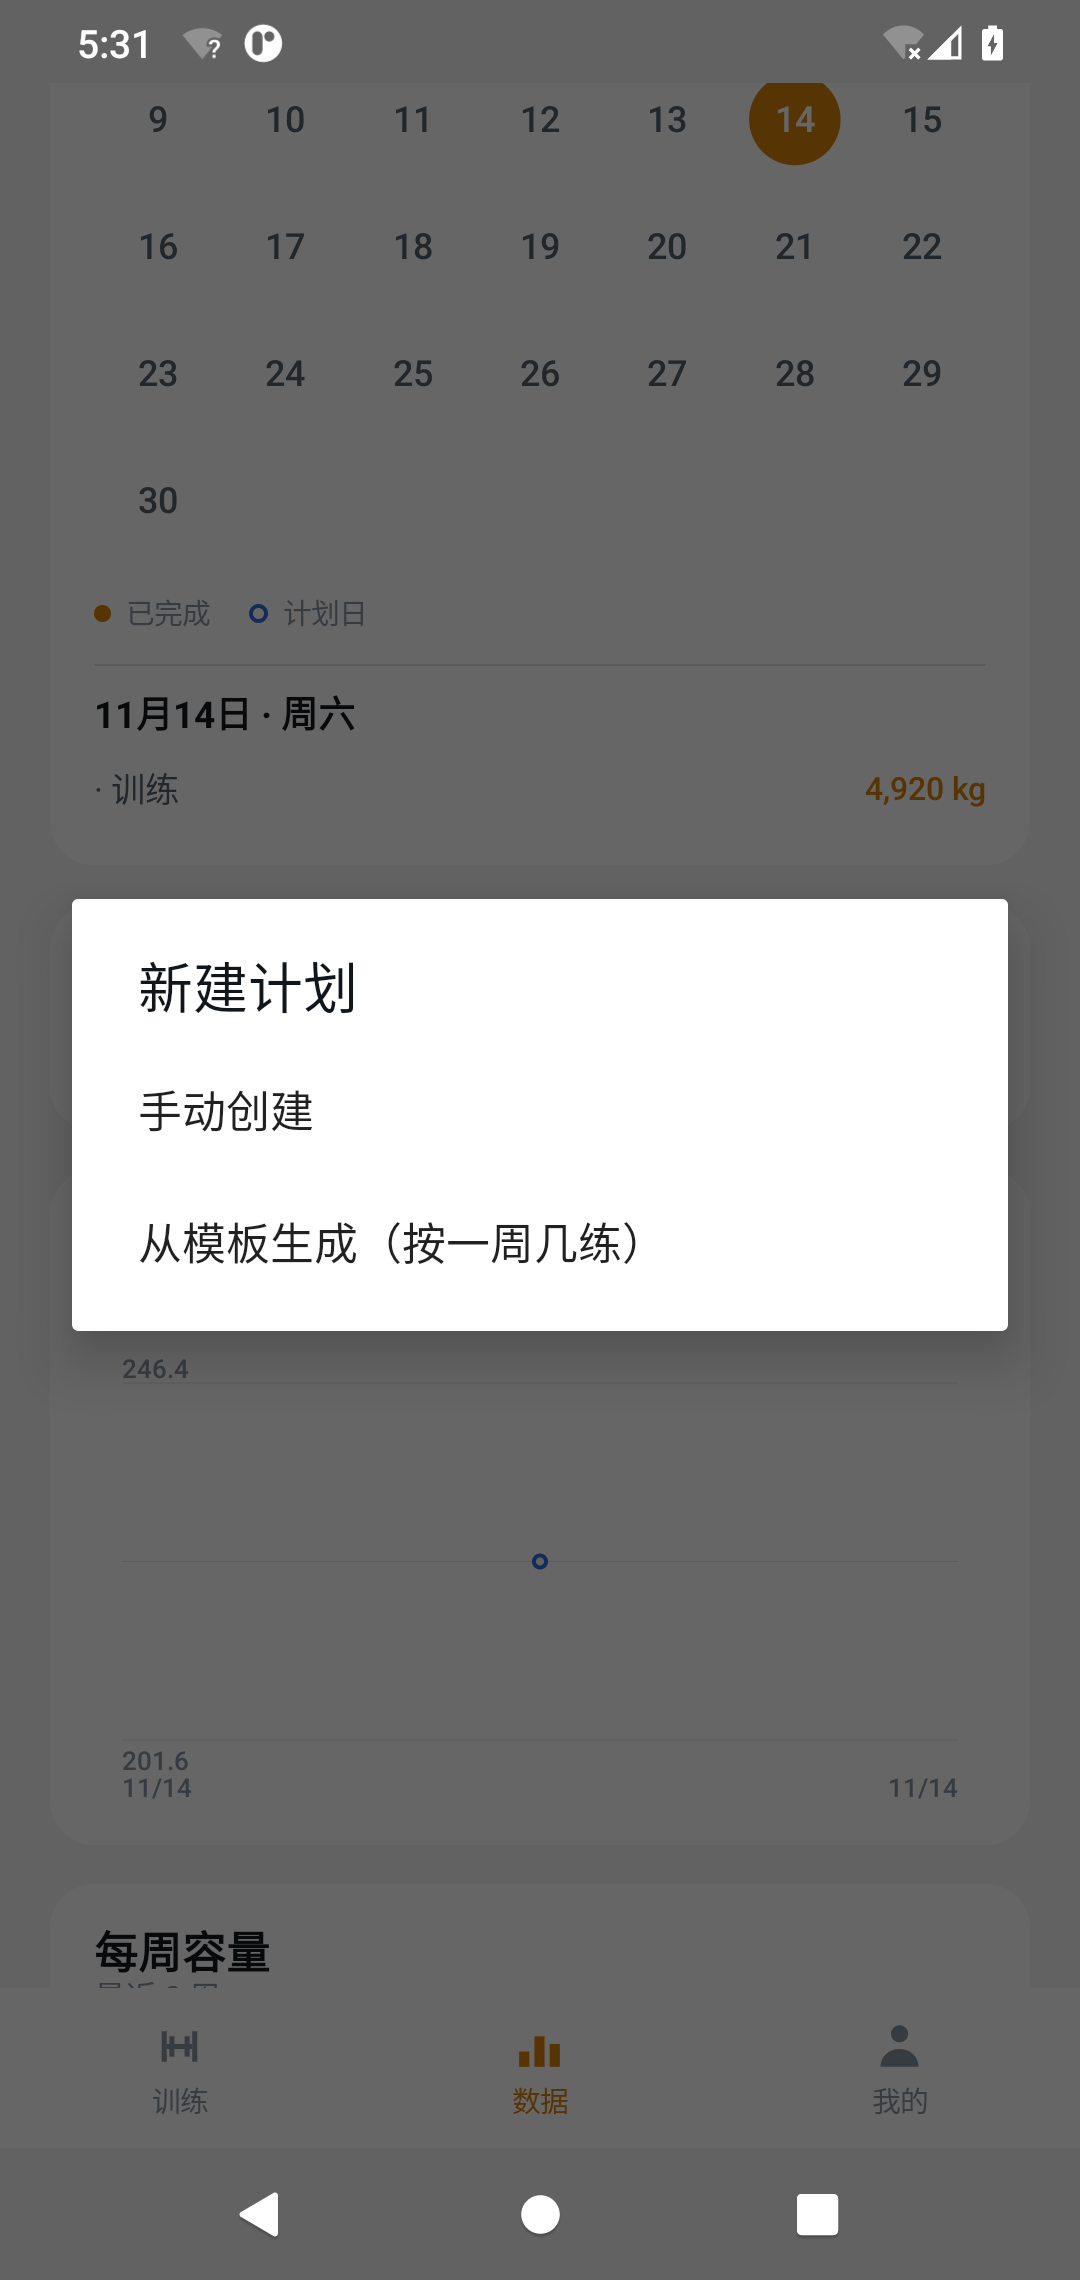 5:31
9 10 11 12 13 14 15
16 17 18 19 20 21 22
23 24 25 26 27 28 29
30
已完成 计划日
11月14日 · 周六
· 训练 4,920 kg
新建计划
手动创建
从模板生成（按一周几练）
246.4
201.6
11/14 11/14
每周容量
训练 数据 我的